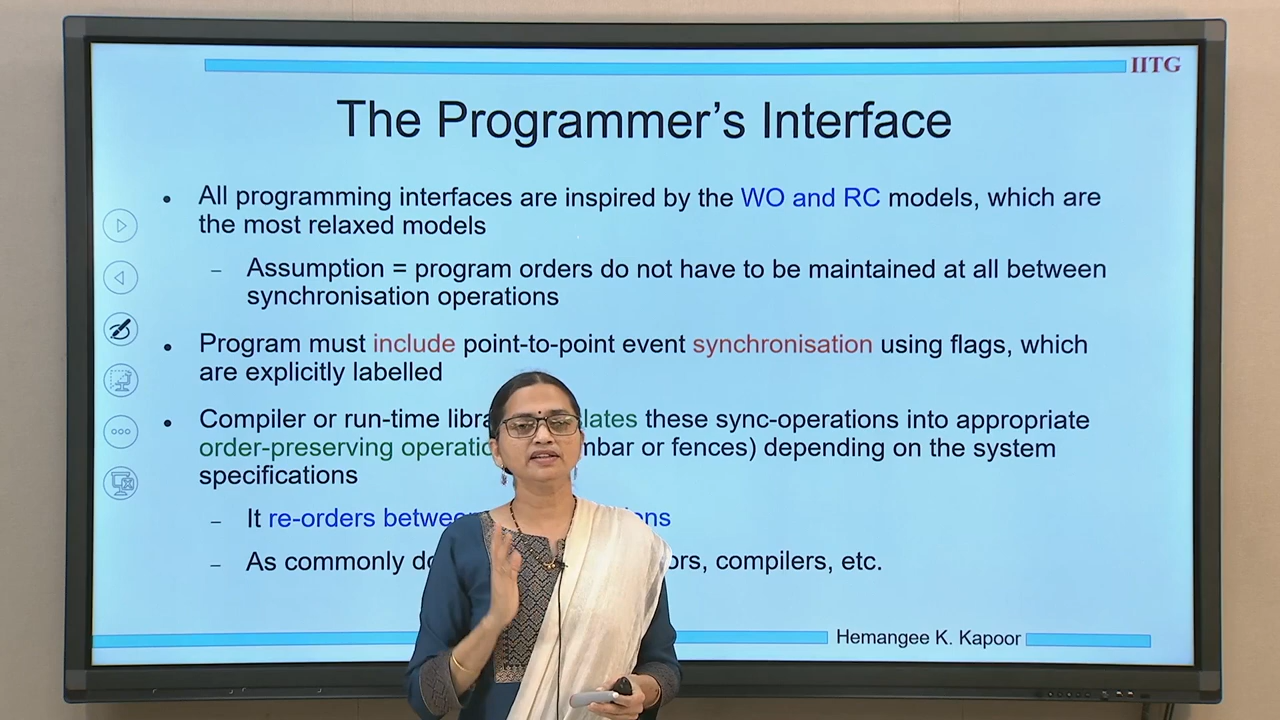 IITG
The Programmer's Interface
• All programming interfaces are inspired by the WO and RC models, which are
the most relaxed models
– Assumption = program orders do not have to be maintained at all between
synchronisation operations
• Program must include point-to-point event synchronisation using flags, which
are explicitly labelled
• Compiler or run-time libra lates these sync-operations into appropriate
order-preserving operatio mbar or fences) depending on the system
specifications
– It re-orders betwee ons
– As commonly do ors, compilers, etc.
Hemangee K. Kapoor